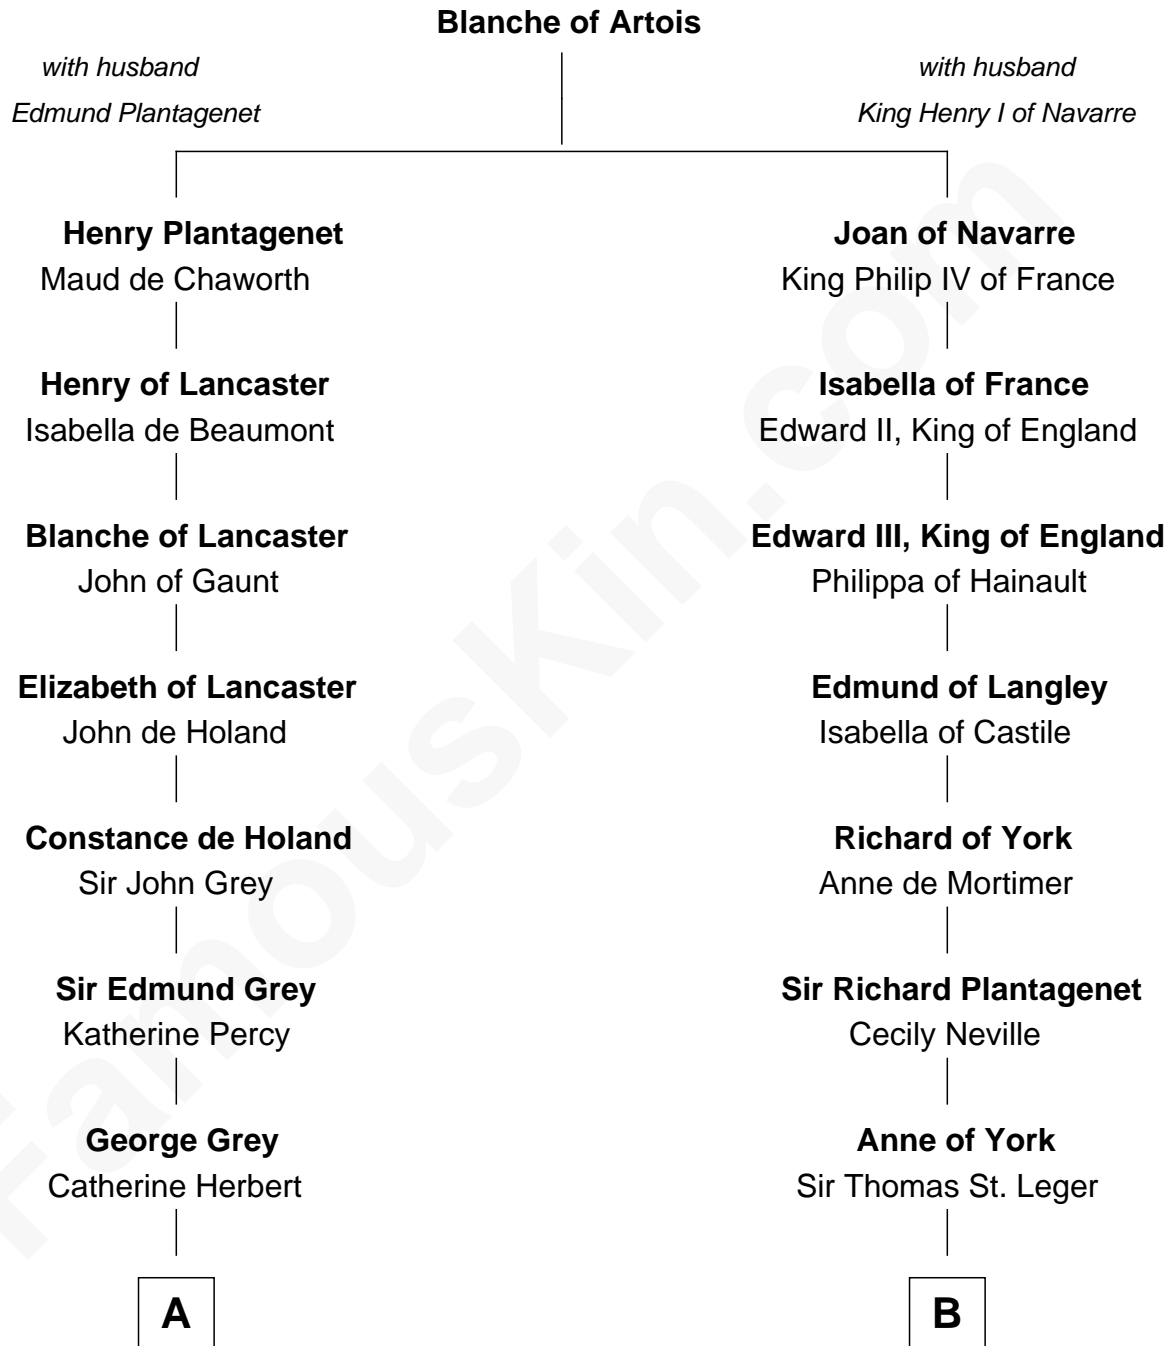 Blanche of Artois
with husband
Edmund Plantagenet
with husband
King Henry I of Navarre
Henry Plantagenet
Maud de Chaworth
Joan of Navarre
King Philip IV of France
Henry of Lancaster
Isabella de Beaumont
Isabella of France
Edward II, King of England
Blanche of Lancaster
John of Gaunt
Edward III, King of England
Philippa of Hainault
Elizabeth of Lancaster
John de Holand
Edmund of Langley
Isabella of Castile
Constance de Holand
Sir John Grey
Richard of York
Anne de Mortimer
Sir Edmund Grey
Katherine Percy
Sir Richard Plantagenet
Cecily Neville
George Grey
Catherine Herbert
Anne of York
Sir Thomas St. Leger
A
B
FamousKin.com